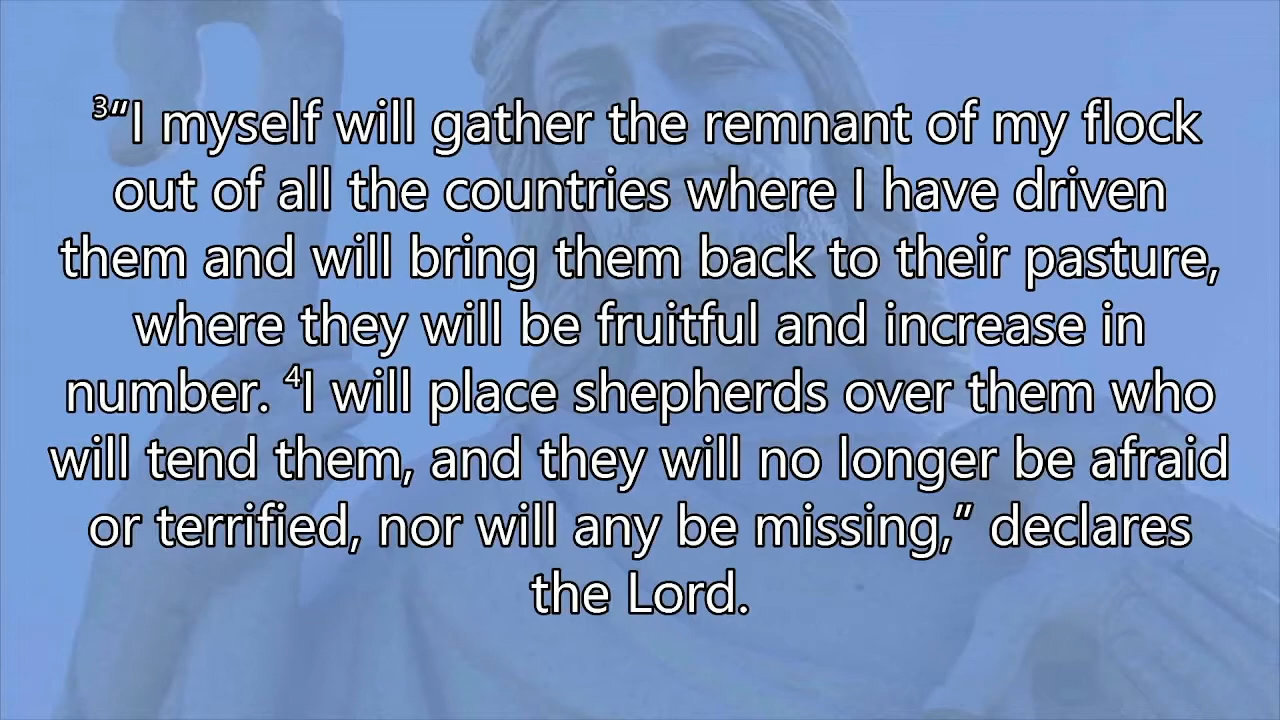 ³“I myself will gather the remnant of my flock
out of all the countries where I have driven
them and will bring them back to their pasture,
where they will be fruitful and increase in
number. ⁴I will place shepherds over them who
will tend them, and they will no longer be afraid
or terrified, nor will any be missing,” declares
the Lord.